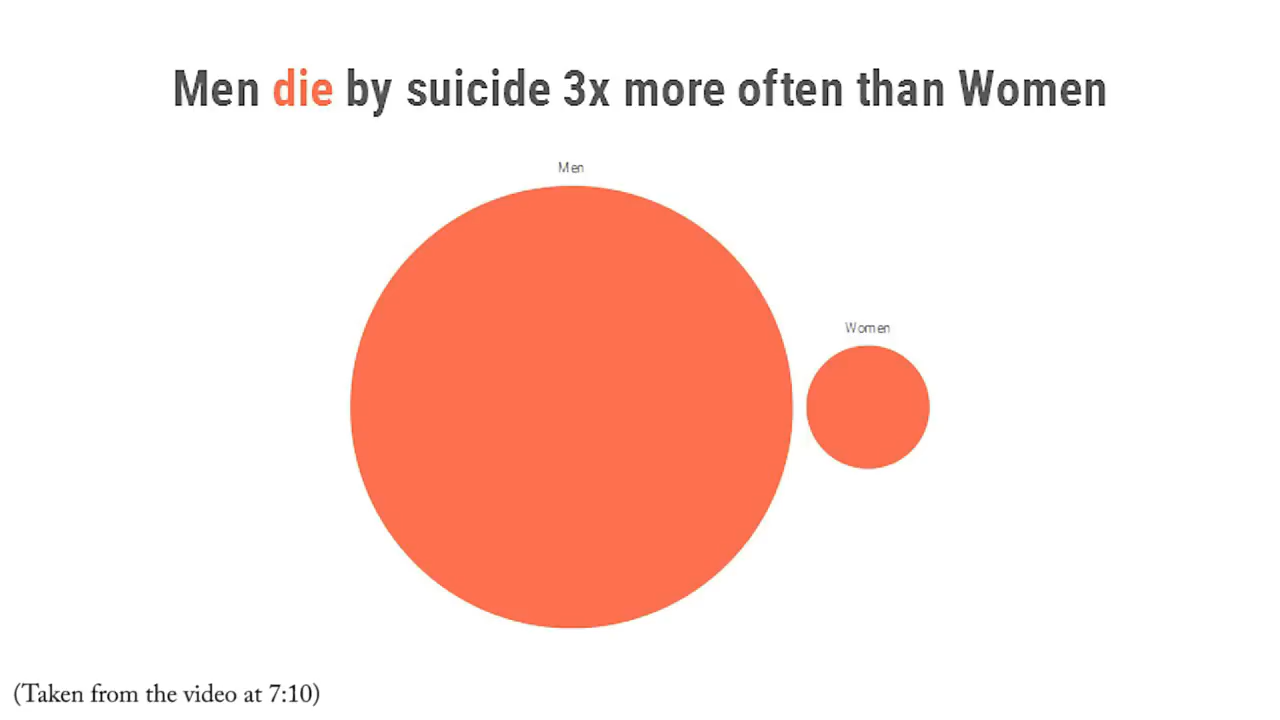 Men die by suicide 3x more often than Women
Men
Women
(Taken from the video at 7:10)